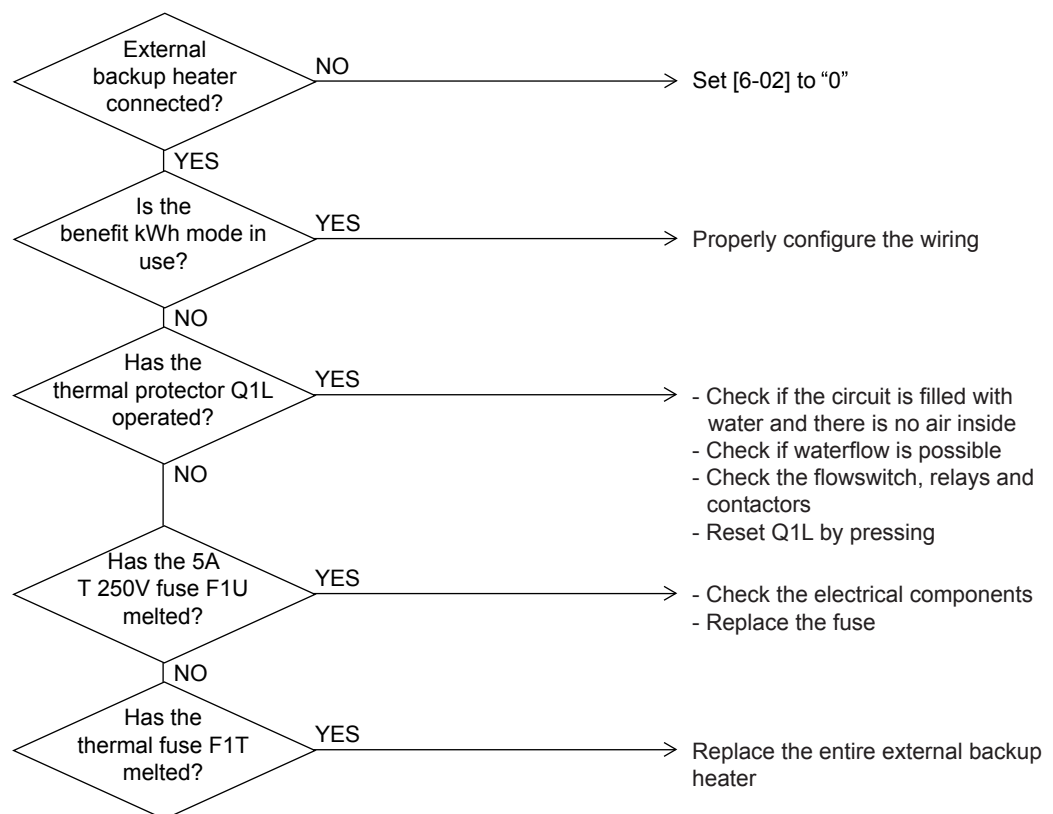 External
backup heater
connected?
NO
Set [6-02] to “0”
YES
Is the
benefit kWh mode in
use?
YES
Properly configure the wiring
NO
Has the
thermal protector Q1L
operated?
YES
- Check if the circuit is filled with
water and there is no air inside
- Check if waterflow is possible
- Check the flowswitch, relays and
contactors
- Reset Q1L by pressing
NO
Has the 5A
T 250V fuse F1U
melted?
YES
- Check the electrical components
- Replace the fuse
NO
Has the
thermal fuse F1T
melted?
YES
Replace the entire external backup
heater